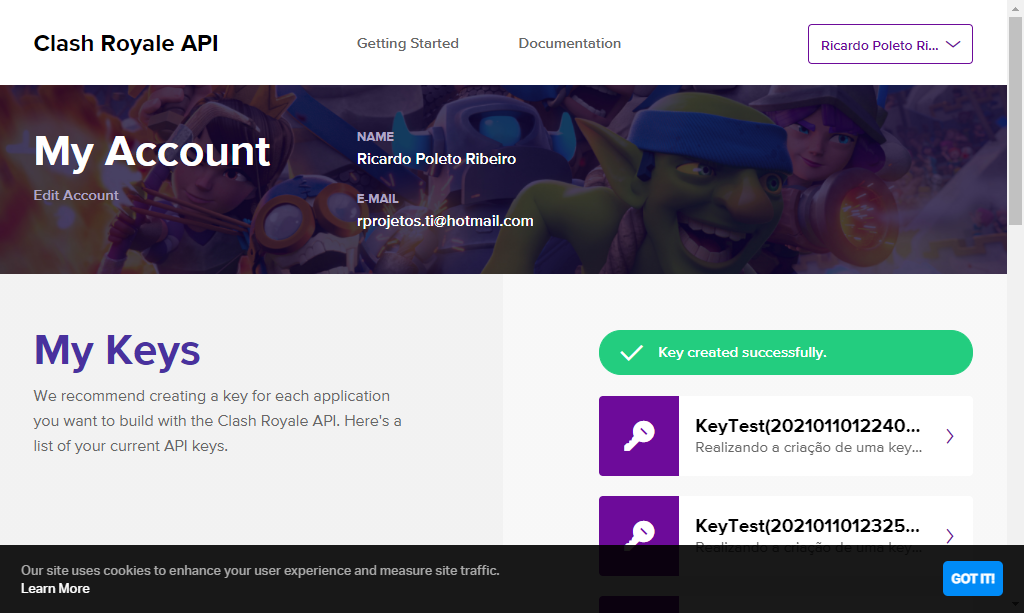 Clash Royale API
Getting Started
Documentation
Ricardo Poleto Ri...
My Account
Edit Account
NAME
Ricardo Poleto Ribeiro
E-MAIL
rprojetos.ti@hotmail.com
My Keys
We recommend creating a key for each application
you want to build with the Clash Royale API. Here's a
list of your current API keys.
Key created successfully.
KeyTest(2021011012240...
Realizando a criação de uma key...
KeyTest(2021011012325...
Realizando a criação de uma key...
Our site uses cookies to enhance your user experience and measure site traffic.
Learn More
GOT IT!